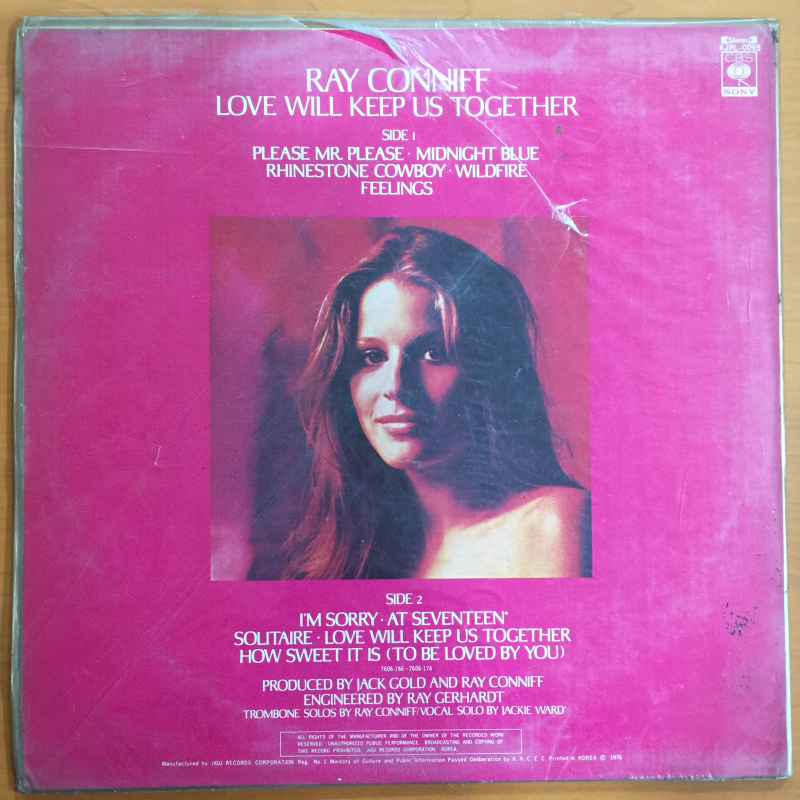 Stereo
KJPL-0095
CBS
SONY
RAY CONNIFF
LOVE WILL KEEP US TOGETHER
SIDE 1
PLEASE MR. PLEASE · MIDNIGHT BLUE
RHINESTONE COWBOY · WILDFIRE
FEELINGS
SIDE 2
I'M SORRY · AT SEVENTEEN*
SOLITAIRE · LOVE WILL KEEP US TOGETHER
HOW SWEET IT IS (TO BE LOVED BY YOU)
7606-166~7606-174
PRODUCED BY JACK GOLD AND RAY CONNIFF
ENGINEERED BY RAY GERHARDT
TROMBONE SOLOS BY RAY CONNIFF/VOCAL SOLO BY JACKIE WARD*
ALL RIGHTS OF THE MANUFACTURER AND OF THE OWNER OF THE RECORDED WORK
RESERVED. UNAUTHORIZED PUBLIC PERFORMANCE. BROADCASTING AND COPYING OF
THIS RECORD PROHIBITED. JIGU RECORDS CORPORATION. KOREA.
Manufactured by JIGU RECORDS CORPORATION Reg. No 1 Ministry of Culture and Public Information Passed Deliberation by K. A. C. E. C. Printed in KOREA © 1976